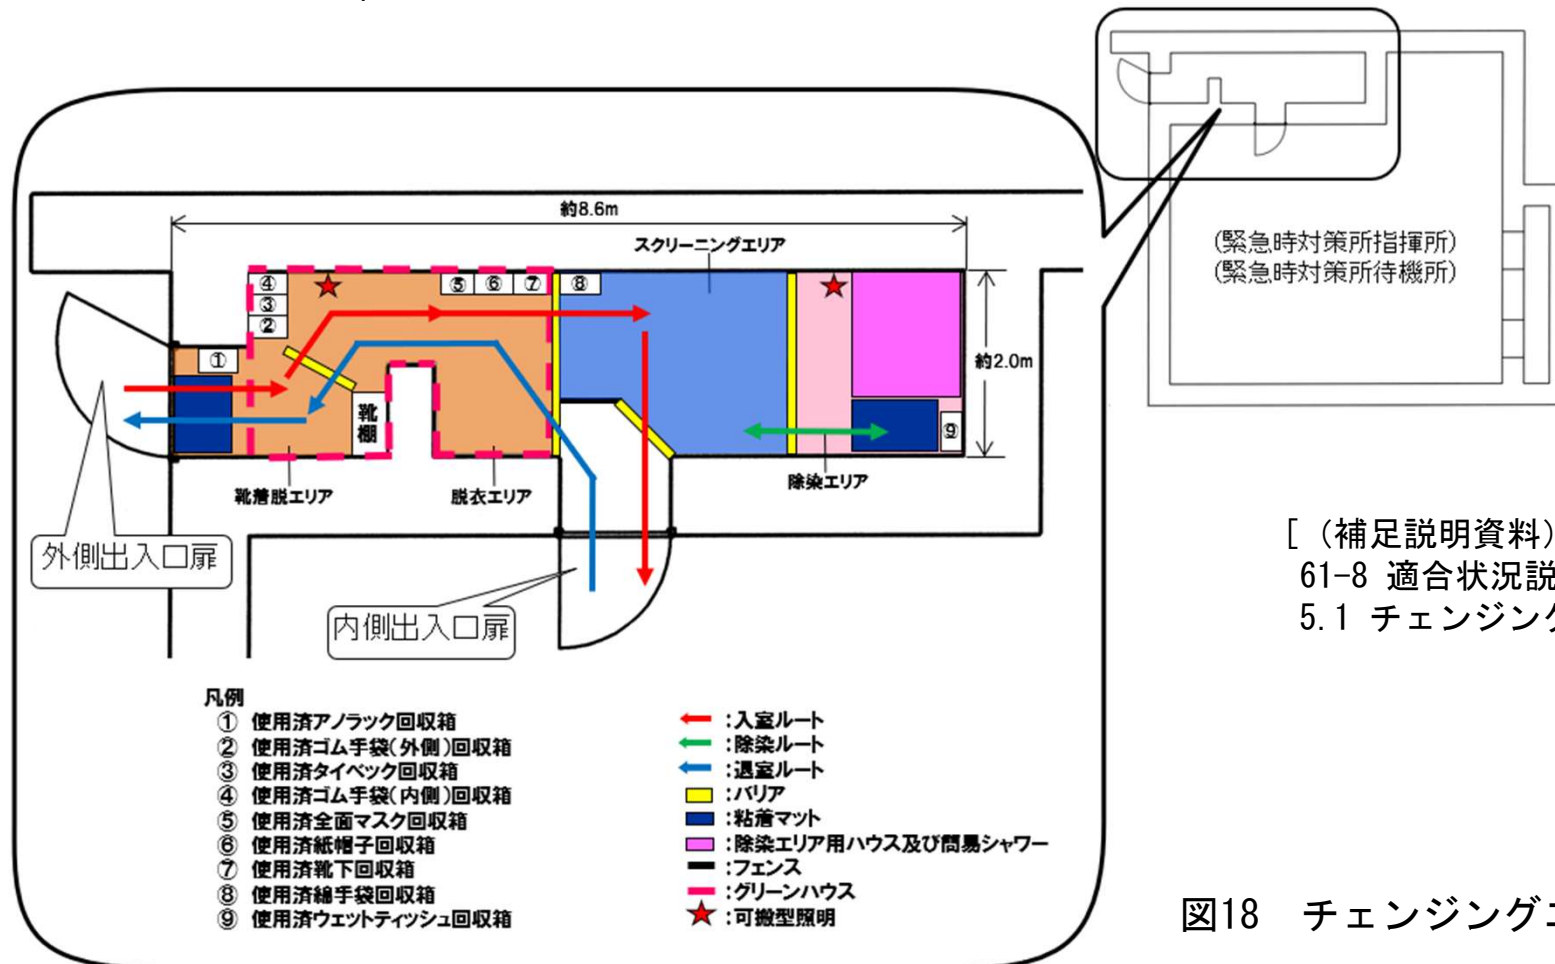 約8.6m
スクリーニングエリア
(緊急時対策所指揮所)
(緊急時対策所待機所)
④
③
②
①
⑤ ⑥ ⑦ ⑧
約2.0m
靴棚
⑨
靴着脱エリア
脱衣エリア
除染エリア
外側出入口扉
内側出入口扉
[（補足説明資料）
61-8 適合状況説
5.1 チェンジング
凡例
① 使用済アノラック回収箱
② 使用済ゴム手袋(外側)回収箱
③ 使用済タイベック回収箱
④ 使用済ゴム手袋(内側)回収箱
⑤ 使用済全面マスク回収箱
⑥ 使用済紙帽子回収箱
⑦ 使用済靴下回収箱
⑧ 使用済綿手袋回収箱
⑨ 使用済ウェットティッシュ回収箱
:入室ルート
:除染ルート
:退室ルート
:バリア
:粘着マット
:除染エリア用ハウス及び簡易シャワー
:フェンス
:グリーンハウス
:可搬型照明
図18 チェンジングエ